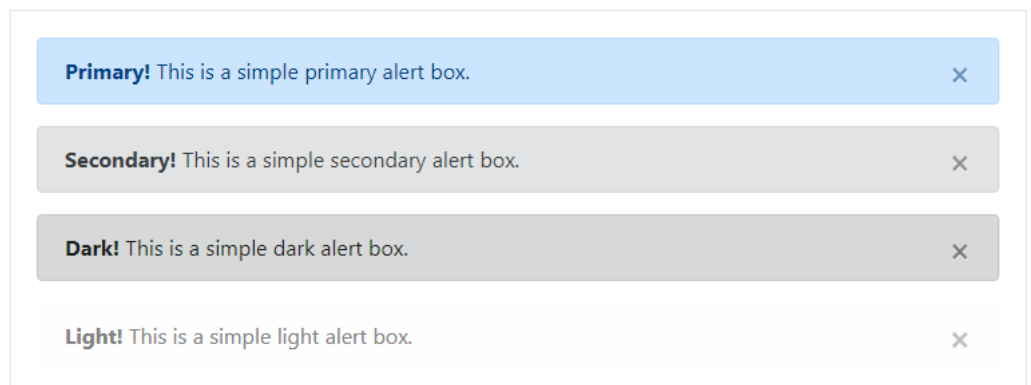 Primary! This is a simple primary alert box. ×
Secondary! This is a simple secondary alert box. ×
Dark! This is a simple dark alert box. ×
Light! This is a simple light alert box. ×